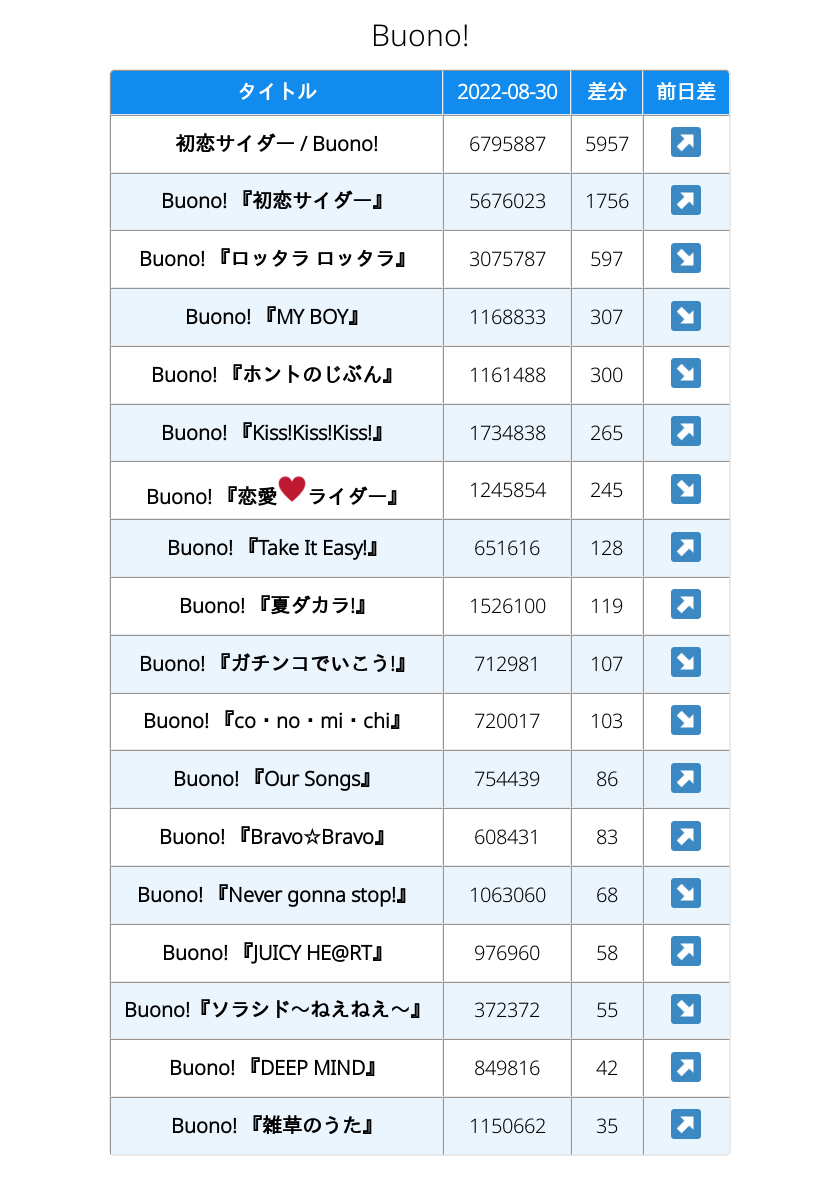 Buono!
タイトル 2022-08-30 差分 前日差
初恋サイダー / Buono! 6795887 5957 ↗
Buono! 『初恋サイダー』 5676023 1756 ↗
Buono! 『ロッタラ ロッタラ』 3075787 597 ↘
Buono! 『MY BOY』 1168833 307 ↘
Buono! 『ホントのじぶん』 1161488 300 ↘
Buono! 『Kiss!Kiss!Kiss!』 1734838 265 ↗
Buono! 『恋愛♥ライダー』 1245854 245 ↘
Buono! 『Take It Easy!』 651616 128 ↗
Buono! 『夏ダカラ!』 1526100 119 ↗
Buono! 『ガチンコでいこう!』 712981 107 ↘
Buono! 『co・no・mi・chi』 720017 103 ↘
Buono! 『Our Songs』 754439 86 ↗
Buono! 『Bravo☆Bravo』 608431 83 ↗
Buono! 『Never gonna stop!』 1063060 68 ↘
Buono! 『JUICY HE@RT』 976960 58 ↗
Buono!『ソラシド〜ねえねえ〜』 372372 55 ↘
Buono! 『DEEP MIND』 849816 42 ↗
Buono! 『雑草のうた』 1150662 35 ↗